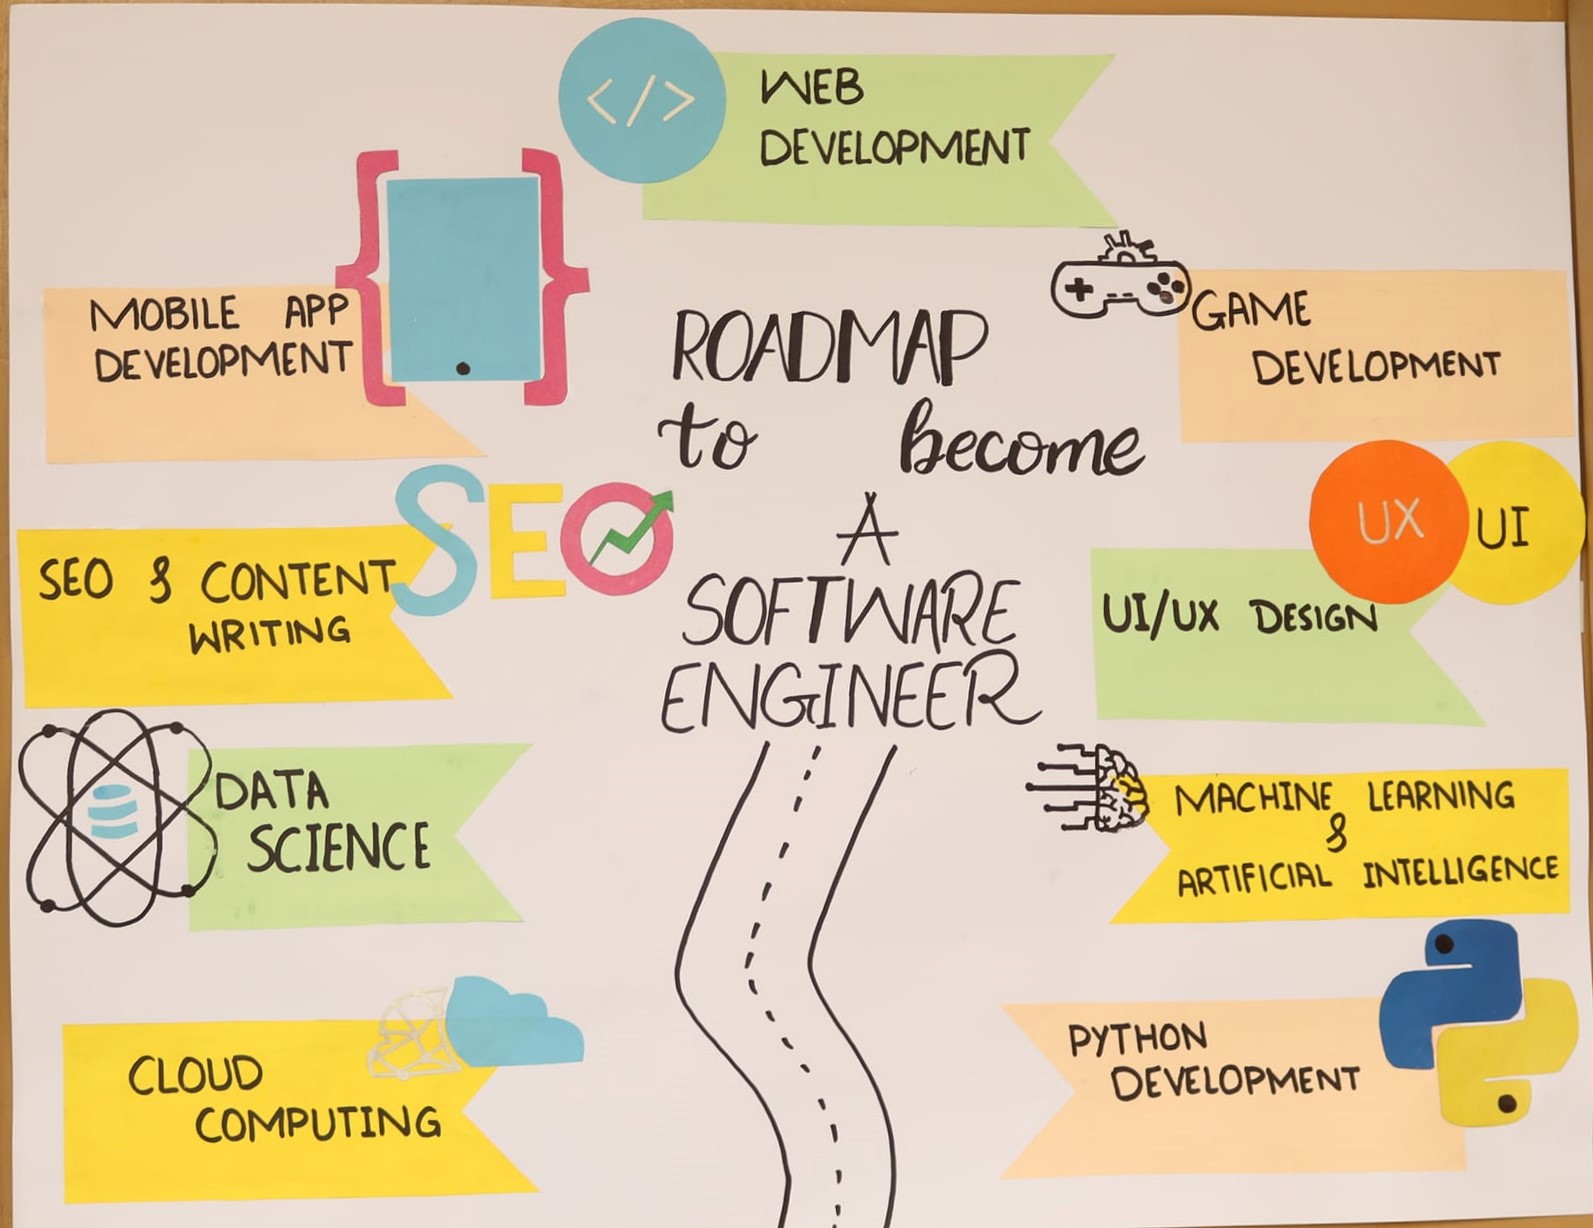 </>
WEB
DEVELOPMENT
MOBILE APP
DEVELOPMENT
GAME
DEVELOPMENT
ROADMAP
to become
A
SOFTWARE
ENGINEER
SEO
SEO & CONTENT
WRITING
UX UI
UI/UX DESIGN
DATA
SCIENCE
MACHINE LEARNING
&
ARTIFICIAL INTELLIGENCE
CLOUD
COMPUTING
PYTHON
DEVELOPMENT